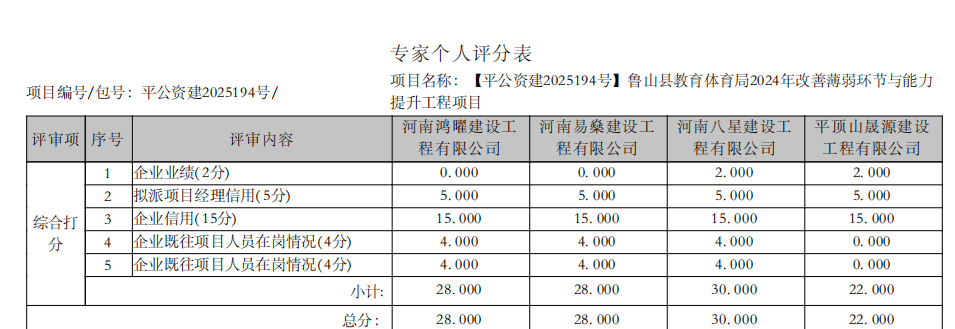 专家个人评分表
项目编号/包号：平公资建2025194号/
项目名称：【平公资建2025194号】鲁山县教育体育局2024年改善薄弱环节与能力
提升工程项目
评审项 序号 评审内容 河南鸿曜建设工程有限公司 河南易燊建设工程有限公司 河南八星建设工程有限公司 平顶山晟源建设工程有限公司
综合打分
1 企业业绩(2分) 0.000 0.000 2.000 2.000
2 拟派项目经理信用(5分) 5.000 5.000 5.000 5.000
3 企业信用(15分) 15.000 15.000 15.000 15.000
4 企业既往项目人员在岗情况(4分) 4.000 4.000 4.000 0.000
5 企业既往项目人员在岗情况(4分) 4.000 4.000 4.000 0.000
小计: 28.000 28.000 30.000 22.000
总分: 28.000 28.000 30.000 22.000